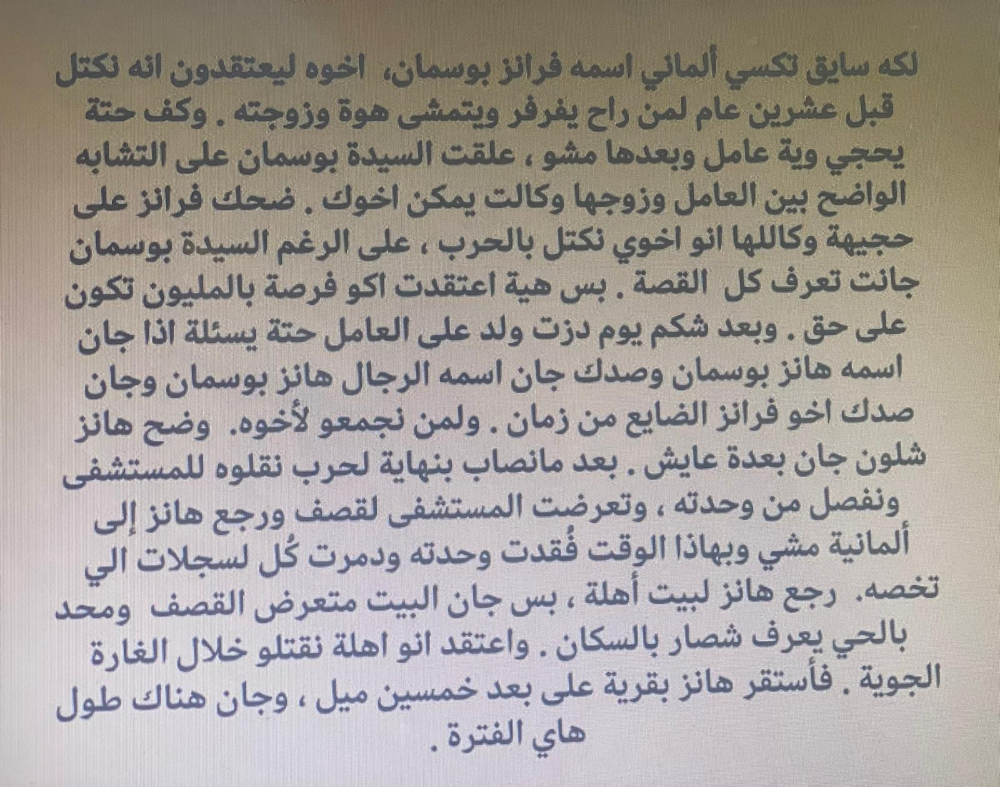 لكه سايق تكسي ألماني اسمه فرانز بوسمان، اخوه ليعتقدون انه نكتل
قبل عشرين عام لمن راح يفرفر ويتمشى هوة وزوجته . وكف حتة
يحجي وية عامل وبعدها مشو ، علقت السيدة بوسمان على التشابه
الواضح بين العامل وزوجها وكالت يمكن اخوك . ضحك فرانز على
حجيهة وكاللها انو اخوي نكتل بالحرب ، على الرغم السيدة بوسمان
جانت تعرف كل القصة . بس هية اعتقدت اكو فرصة بالمليون تكون
على حق . وبعد شكم يوم دزت ولد على العامل حتة يسئلة اذا جان
اسمه هانز بوسمان وصدك جان اسمه الرجال هانز بوسمان وجان
صدك اخو فرانز الضايع من زمان . ولمن نجمعو لأخوه. وضح هانز
شلون جان بعدة عايش . بعد مانصاب بنهاية لحرب نقلوه للمستشفى
ونفصل من وحدته ، وتعرضت المستشفى لقصف ورجع هانز إلى
ألمانية مشي وبهاذا الوقت فُقدت وحدته ودمرت كُل لسجلات الي
تخصه. رجع هانز لبيت أهلة ، بس جان البيت متعرض القصف ومحد
بالحي يعرف شصار بالسكان . واعتقد انو اهلة نقتلو خلال الغارة
الجوية . فأستقر هانز بقرية على بعد خمسين ميل ، وجان هناك طول
هاي الفترة .